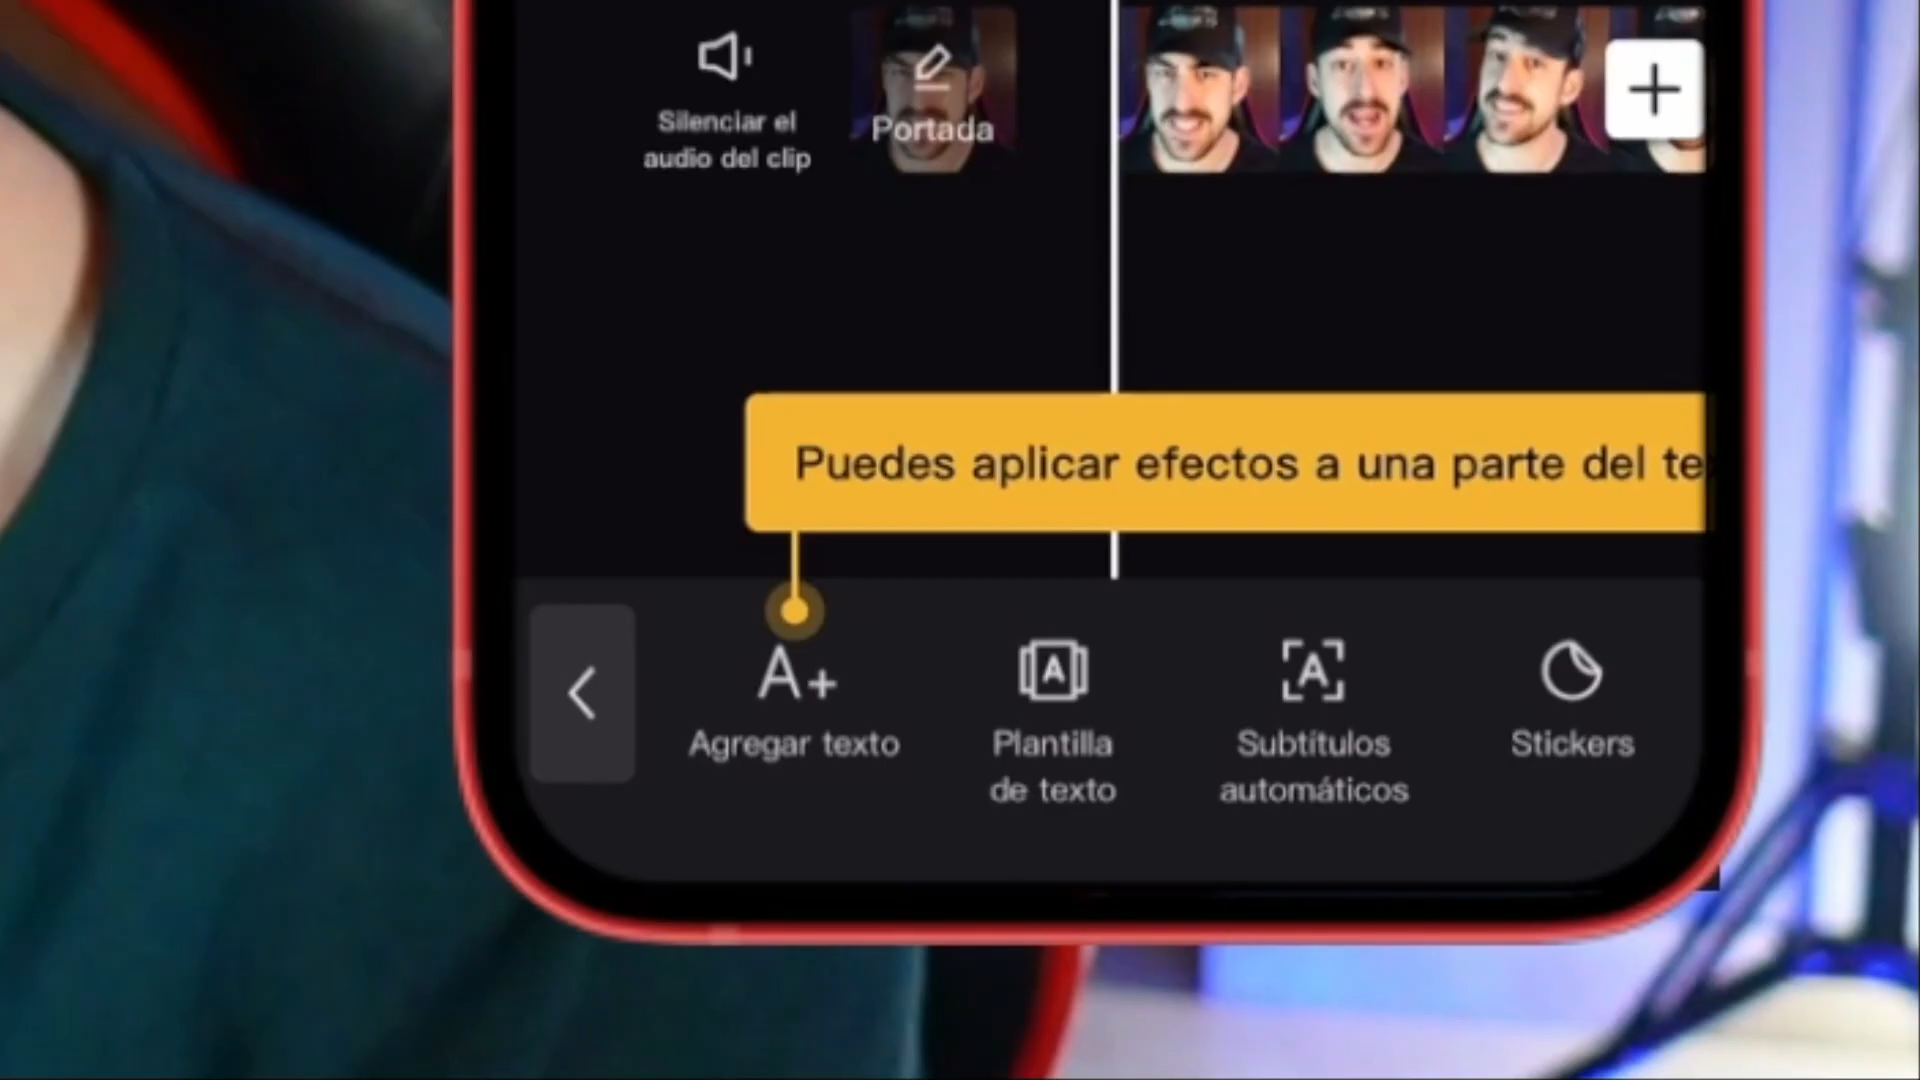 Silenciar el
audio del clip
Portada
Puedes aplicar efectos a una parte del
A+
Agregar texto
A
Plantilla
de texto
A
Subtítulos
automáticos
Stickers